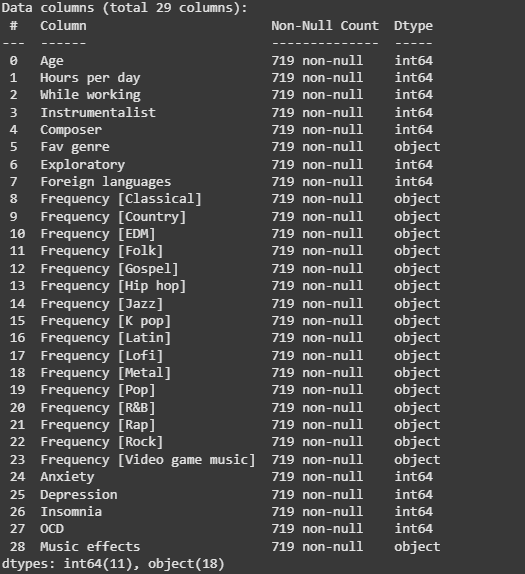 Data columns (total 29 columns):
 #   Column                        Non-Null Count  Dtype
---  ------                        --------------  -----
 0   Age                           719 non-null    int64
 1   Hours per day                 719 non-null    int64
 2   While working                 719 non-null    int64
 3   Instrumentalist               719 non-null    int64
 4   Composer                      719 non-null    int64
 5   Fav genre                     719 non-null    object
 6   Exploratory                   719 non-null    int64
 7   Foreign languages             719 non-null    int64
 8   Frequency [Classical]         719 non-null    object
 9   Frequency [Country]           719 non-null    object
 10  Frequency [EDM]               719 non-null    object
 11  Frequency [Folk]              719 non-null    object
 12  Frequency [Gospel]            719 non-null    object
 13  Frequency [Hip hop]           719 non-null    object
 14  Frequency [Jazz]              719 non-null    object
 15  Frequency [K pop]             719 non-null    object
 16  Frequency [Latin]             719 non-null    object
 17  Frequency [Lofi]              719 non-null    object
 18  Frequency [Metal]             719 non-null    object
 19  Frequency [Pop]               719 non-null    object
 20  Frequency [R&B]               719 non-null    object
 21  Frequency [Rap]               719 non-null    object
 22  Frequency [Rock]              719 non-null    object
 23  Frequency [Video game music]  719 non-null    object
 24  Anxiety                       719 non-null    int64
 25  Depression                    719 non-null    int64
 26  Insomnia                      719 non-null    int64
 27  OCD                           719 non-null    int64
 28  Music effects                 719 non-null    object
dtypes: int64(11), object(18)